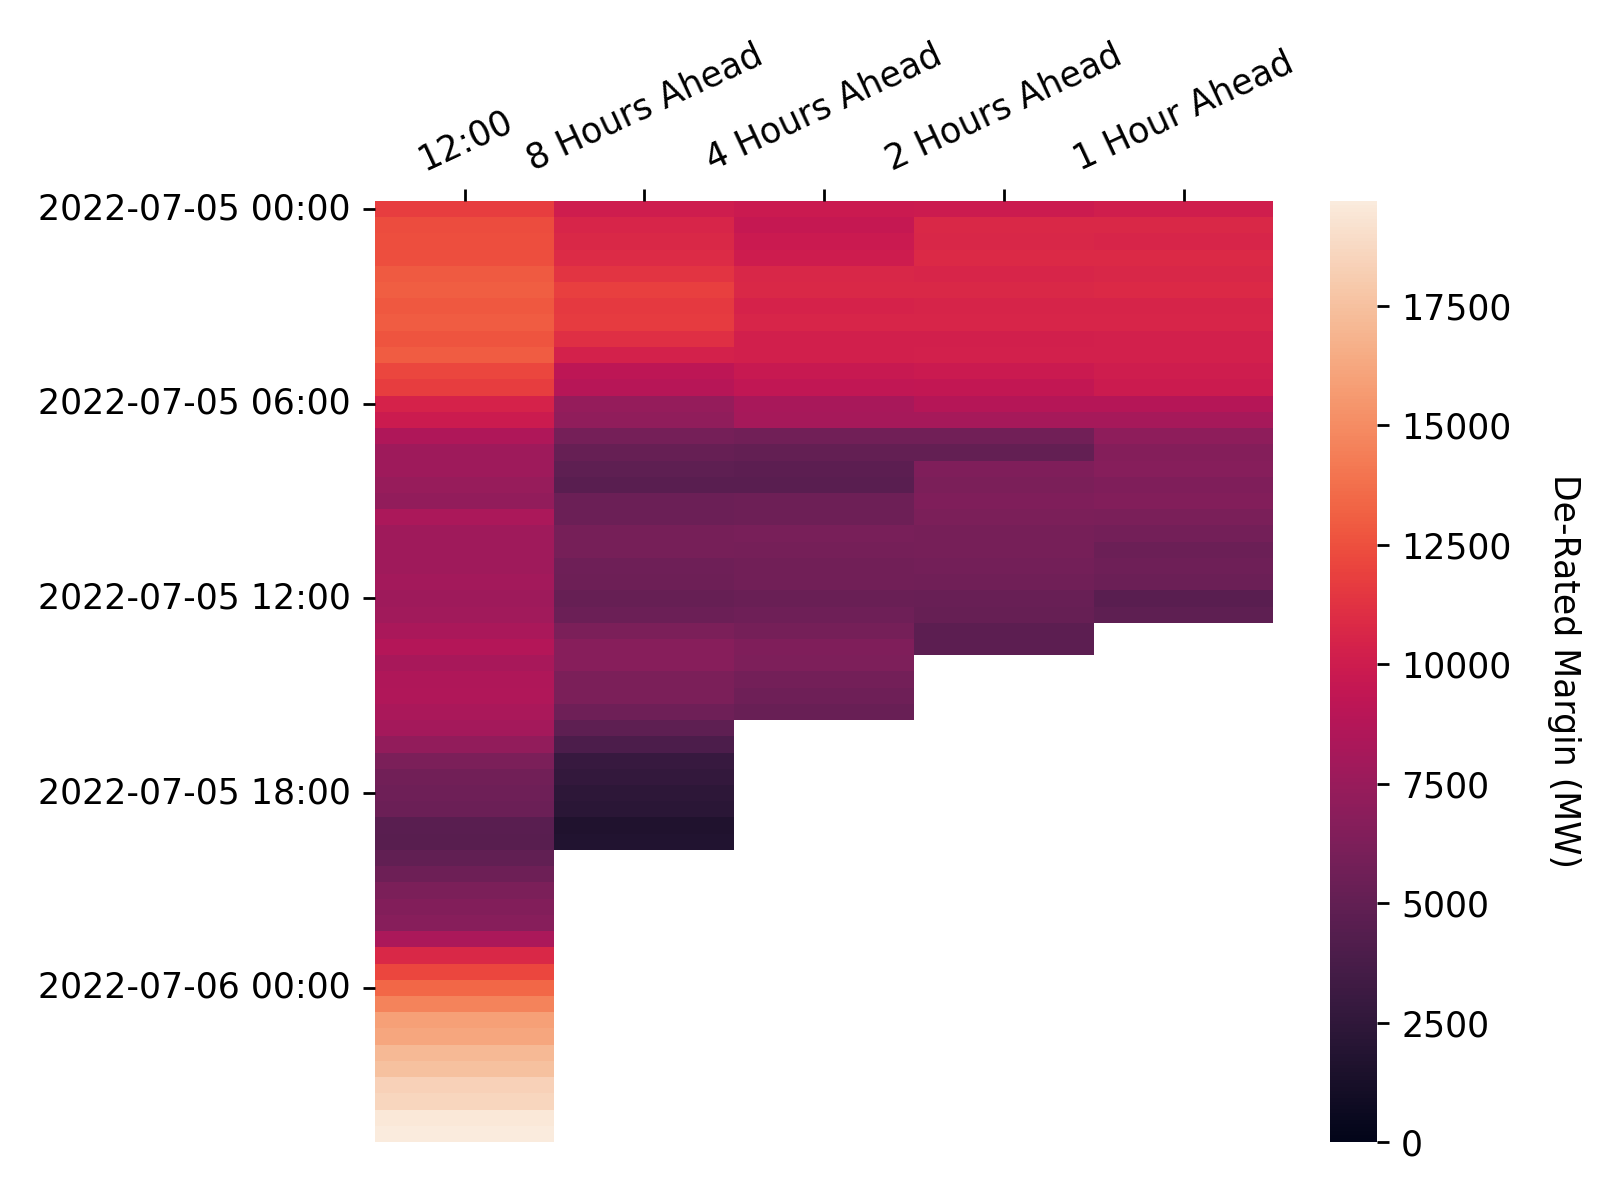 12:00
8 Hours Ahead
4 Hours Ahead
2 Hours Ahead
1 Hour Ahead
2022-07-05 00:00
2022-07-05 06:00
2022-07-05 12:00
2022-07-05 18:00
2022-07-06 00:00
17500
15000
12500
10000
7500
5000
2500
0
De-Rated Margin (MW)